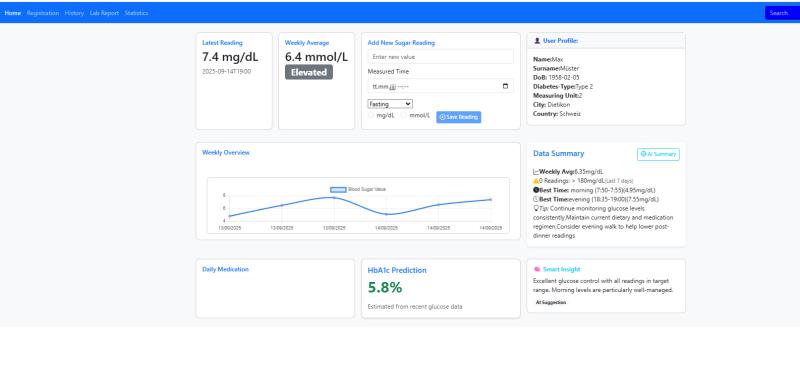 Home Registration History Lab Report Statistics Search
Latest Reading
7.4 mg/dL
2025-09-14T19:00
Weekly Average
6.4 mmol/L
Elevated
Add New Sugar Reading
Enter new value
Measured Time
tt.mm.jjjj --:--
Fasting
mg/dL mmol/L Save Reading
User Profile:
Name:Max
Surname:Müster
DoB: 1958-02-05
Diabetes-Type:Type 2
Measuring Unit:2
City: Dietikon
Country: Schweiz
Weekly Overview
Blood Sugar Value
8
6
4
13/09/2025 13/09/2025 13/09/2025 14/09/2025 14/09/2025 14/09/2025
Data Summary AI Summary
Weekly Avg:6.35mg/dL
0 Readings: > 180mg/dL(Last 7 days)
Best Time: morning (7:50-7:55)(4.95mg/dL)
Best Time:evening (18:35-19:00)(7.55mg/dL)
Tip: Continue monitoring glucose levels
consistently.Maintain current dietary and medication
regimen.Consider evening walk to help lower post-
dinner readings
Daily Medication
HbA1c Prediction
5.8%
Estimated from recent glucose data
Smart Insight
Excellent glucose control with all readings in target
range. Morning levels are particularly well-managed.
AI Suggestion